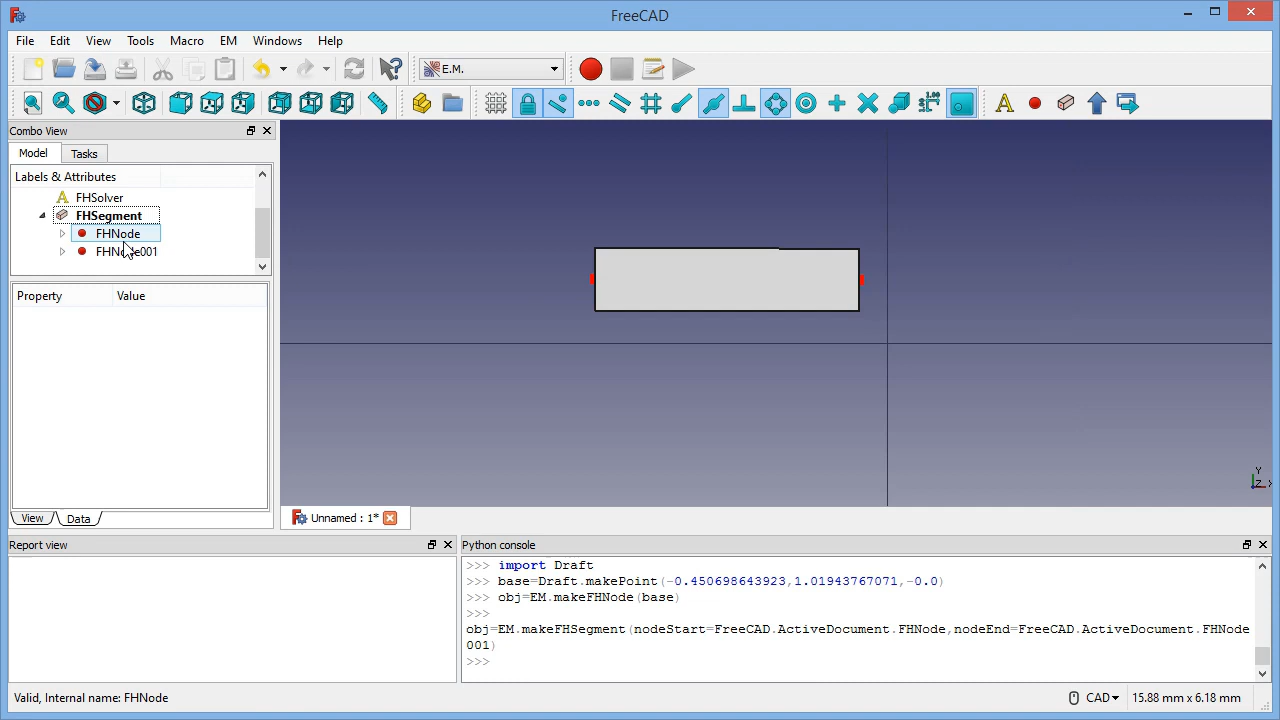 FreeCAD
File Edit View Tools Macro EM Windows Help
E.M.
1.00
A
Combo View
Model Tasks
Labels & Attributes
A FHSolver
FHSegment
FHNode
FHNode001
Property Value
View Data
Y
Z X
Unnamed : 1*
Report view
Python console
>>> import Draft
>>> base=Draft.makePoint(-0.450698643923,1.01943767071,-0.0)
>>> obj=EM.makeFHNode(base)
>>>
obj=EM.makeFHSegment(nodeStart=FreeCAD.ActiveDocument.FHNode,nodeEnd=FreeCAD.ActiveDocument.FHNode
001)
>>>
Valid, Internal name: FHNode
CAD
15.88 mm x 6.18 mm